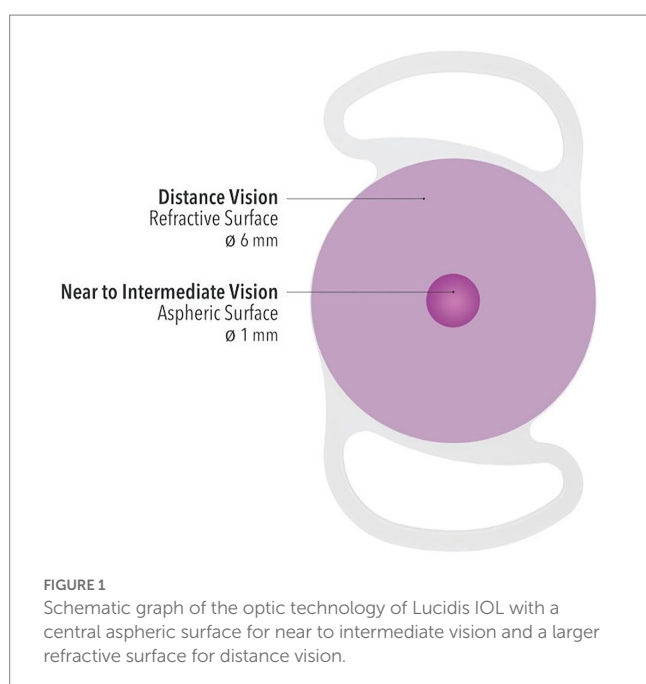 Distance Vision
Refractive Surface
ø 6 mm
Near to Intermediate Vision
Aspheric Surface
ø 1 mm
FIGURE 1
Schematic graph of the optic technology of Lucidis IOL with a
central aspheric surface for near to intermediate vision and a larger
refractive surface for distance vision.